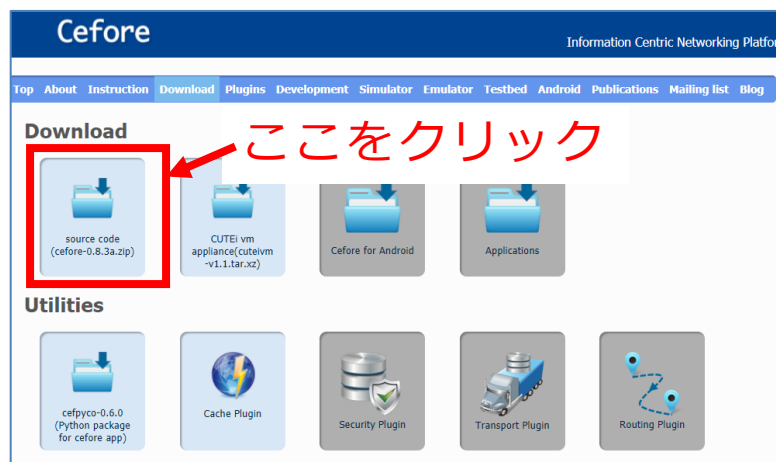 Cefore
Information Centric Networking Platfor
Top About Instruction Download Plugins Development Simulator Emulator Testbed Android Publications Mailing list Blog
Download
ここをクリック
source code
(cefore-0.8.3a.zip)
CUTEi vm
appliance(cuteivm
-v1.1.tar.xz)
Cefore for Android
Applications
Utilities
cefpyco-0.6.0
(Python package
for cefore app)
Cache Plugin
Security Plugin
Transport Plugin
Routing Plugin